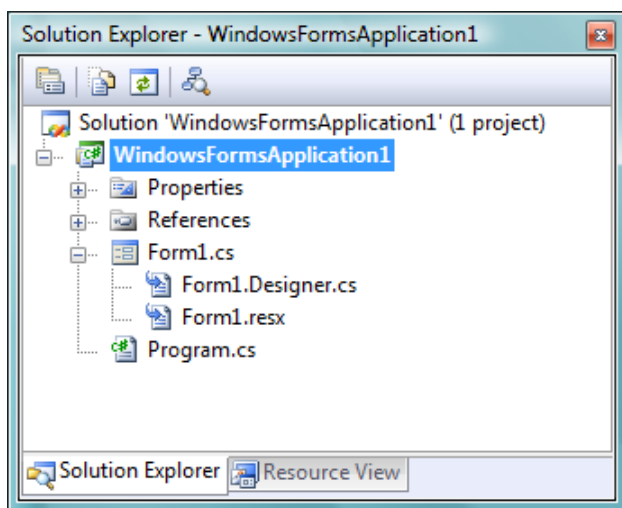 Solution Explorer - WindowsFormsApplication1
Solution 'WindowsFormsApplication1' (1 project)
WindowsFormsApplication1
Properties
References
Form1.cs
Form1.Designer.cs
Form1.resx
Program.cs
Solution Explorer Resource View